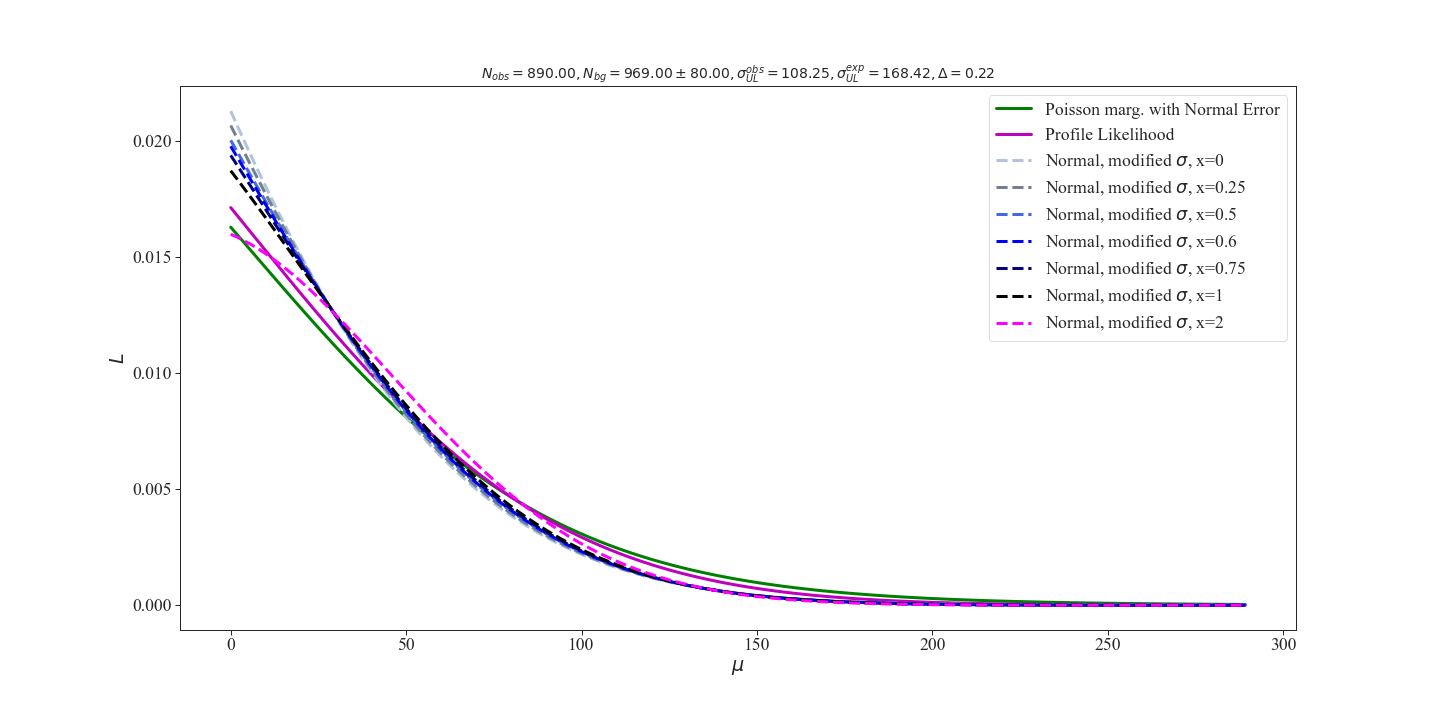 N_obs = 890.00, N_bg = 969.00 ± 80.00, σ_UL^obs = 108.25, σ_UL^exp = 168.42, Δ = 0.22
Poisson marg. with Normal Error
Profile Likelihood
Normal, modified σ, x=0
Normal, modified σ, x=0.25
Normal, modified σ, x=0.5
Normal, modified σ, x=0.6
Normal, modified σ, x=0.75
Normal, modified σ, x=1
Normal, modified σ, x=2
L
0.020
0.015
0.010
0.005
0.000
0 50 100 150 200 250 300
μ